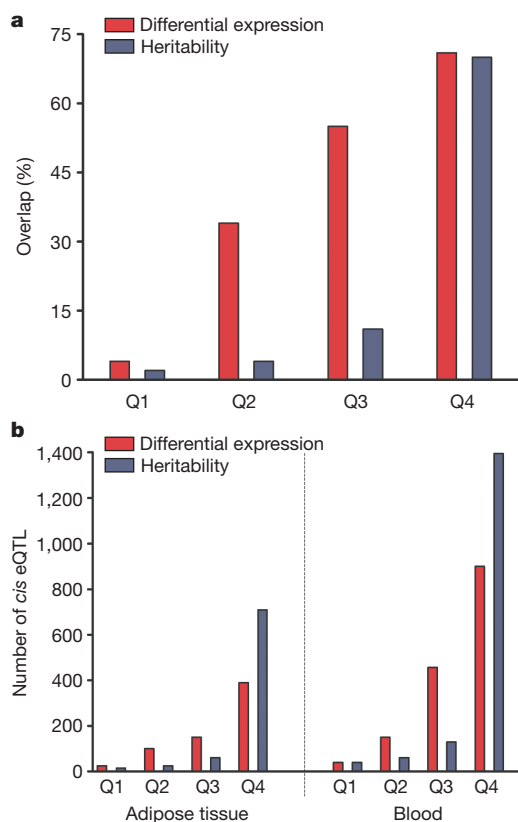 a
Differential expression
Heritability
75
60
45
30
15
0
Overlap (%)
Q1 Q2 Q3 Q4
b
Differential expression
Heritability
1,400
1,200
1,000
800
600
400
200
0
Number of cis eQTL
Q1 Q2 Q3 Q4 Q1 Q2 Q3 Q4
Adipose tissue Blood